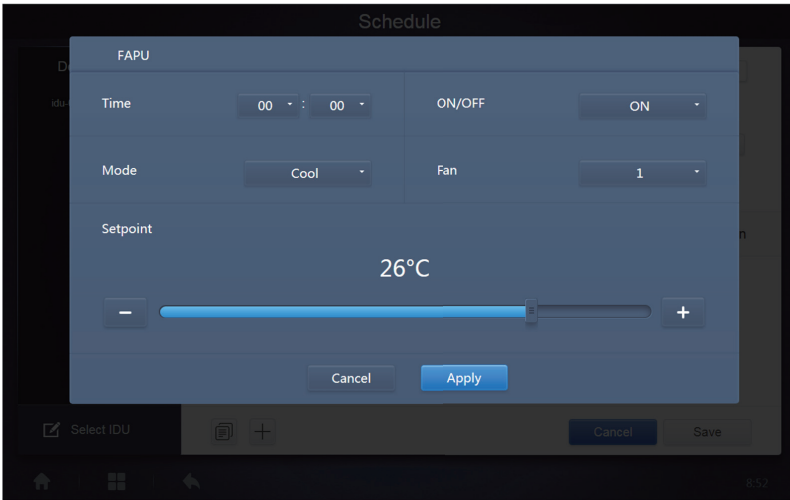 Schedule
FAPU
Time 00 : 00 ON/OFF ON
Mode Cool Fan 1
Setpoint
26°C
− +
Cancel Apply
Select IDU Cancel Save
8:52